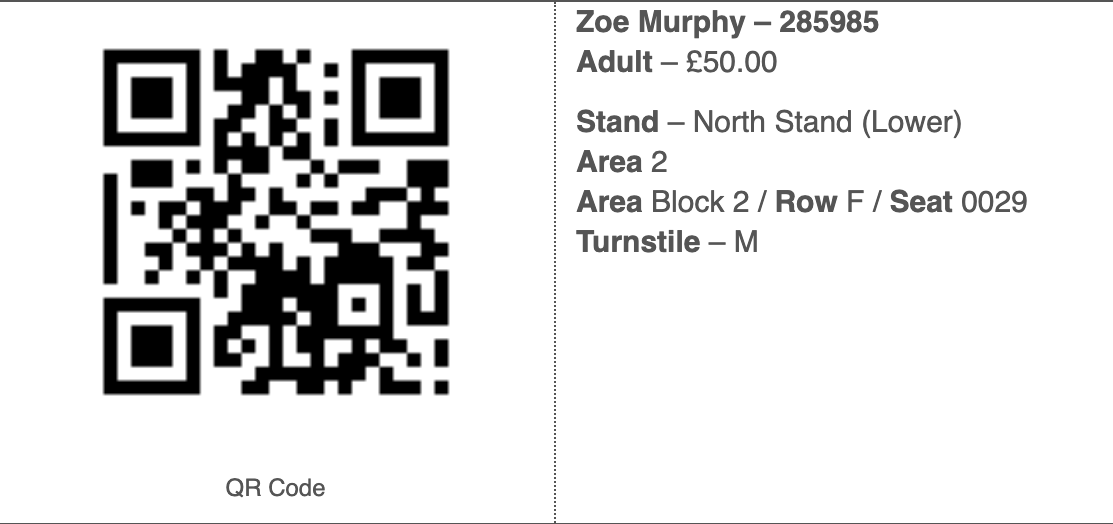 Zoe Murphy – 285985
Adult – £50.00
Stand – North Stand (Lower)
Area 2
Area Block 2 / Row F / Seat 0029
Turnstile – M
QR Code